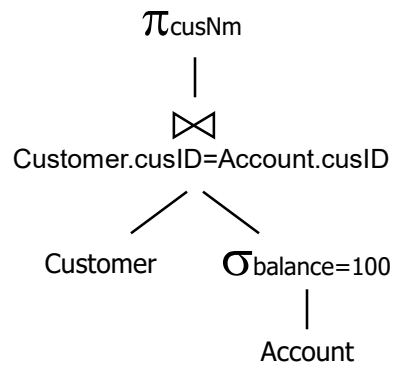 πcusNm
⋈
Customer.cusID=Account.cusID
Customer σbalance=100
Account